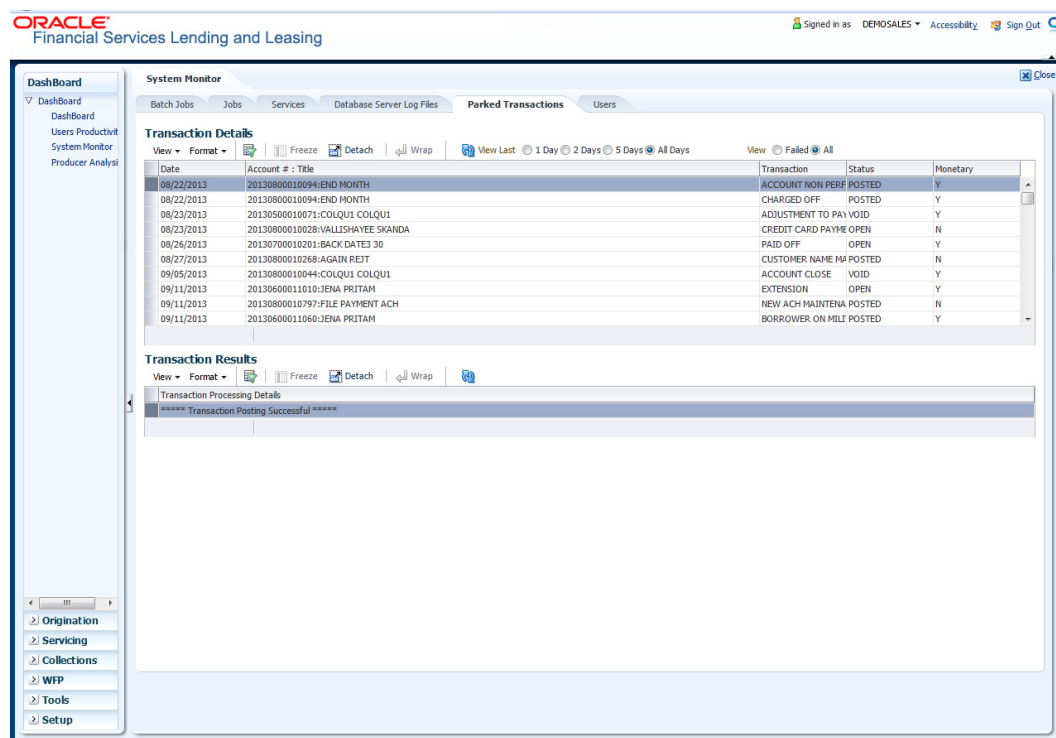 ORACLE
Financial Services Lending and Leasing
Signed in as DEMOSALES Accessibility Sign Out
DashBoard
DashBoard
DashBoard
Users Productivit
System Monitor
Producer Analysi
Origination
Servicing
Collections
WFP
Tools
Setup
System Monitor
Close
Batch Jobs Jobs Services Database Server Log Files Parked Transactions Users
Transaction Details
View Format Freeze Detach Wrap View Last 1 Day 2 Days 5 Days All Days View Failed All
Date Account # : Title Transaction Status Monetary
08/22/2013 20130800010094:END MONTH ACCOUNT NON PERF POSTED Y
08/22/2013 20130800010094:END MONTH CHARGED OFF POSTED Y
08/23/2013 20130500010071:COLQU1 COLQU1 ADJUSTMENT TO PAY VOID Y
08/23/2013 20130800010028:VALLISHAYEE SKANDA CREDIT CARD PAYME OPEN N
08/26/2013 20130700010201:BACK DATE3 30 PAID OFF OPEN Y
08/27/2013 20130800010268:AGAIN REJT CUSTOMER NAME MA POSTED N
09/05/2013 20130800010044:COLQU1 COLQU1 ACCOUNT CLOSE VOID Y
09/11/2013 20130600011010:JENA PRITAM EXTENSION OPEN Y
09/11/2013 20130800010797:FILE PAYMENT ACH NEW ACH MAINTENA POSTED N
09/11/2013 20130600011060:JENA PRITAM BORROWER ON MILI POSTED Y
Transaction Results
View Format Freeze Detach Wrap
Transaction Processing Details
***** Transaction Posting Successful *****